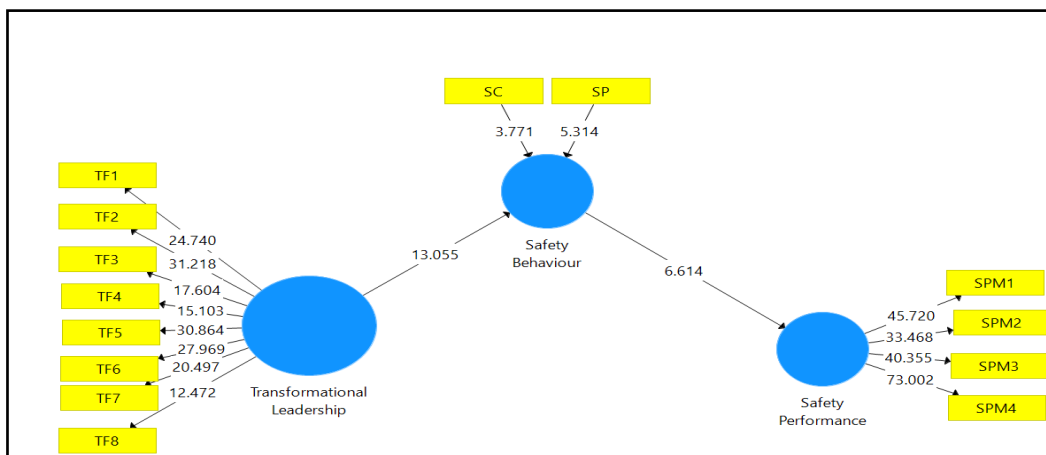 SC
SP
3.771
5.314
TF1
TF2
TF3
TF4
TF5
TF6
TF7
TF8
24.740
31.218
17.604
15.103
30.864
27.969
20.497
12.472
Transformational
Leadership
13.055
Safety
Behaviour
6.614
Safety
Performance
45.720
33.468
40.355
73.002
SPM1
SPM2
SPM3
SPM4